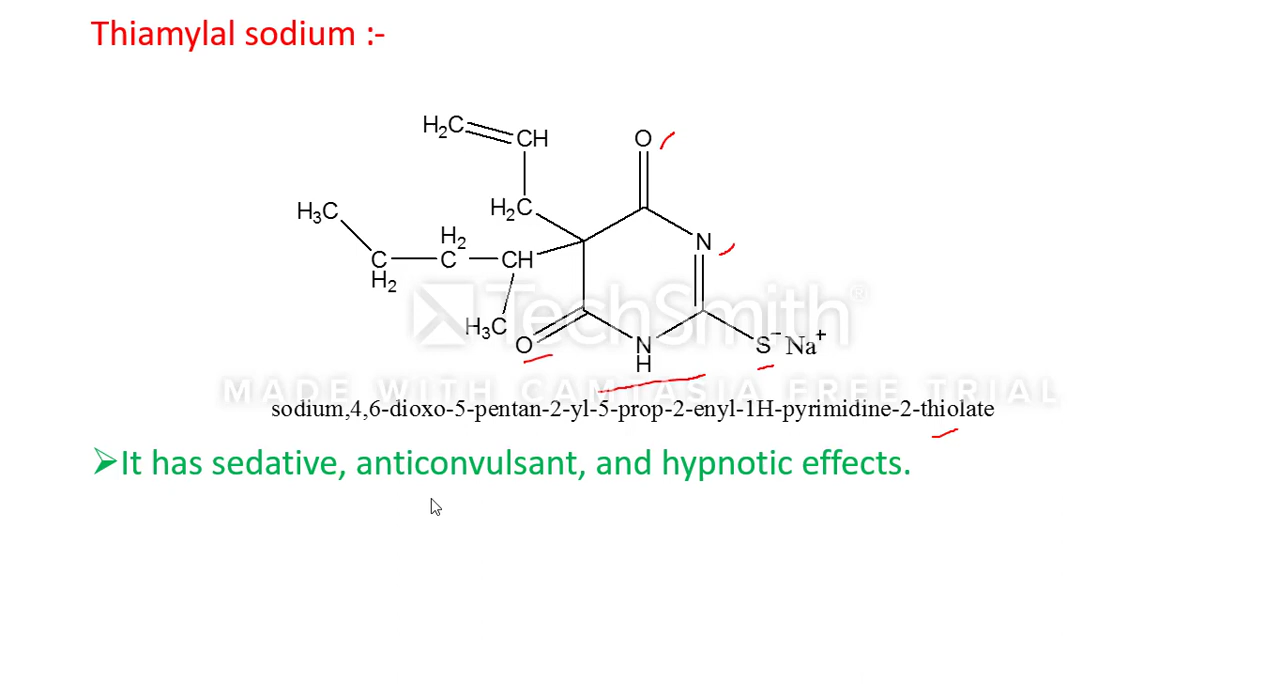 Thiamylal sodium :-
H2C
CH
O
H3C
H2C
N
H2
C
C
CH
H2
H3C
O
N
H
S- Na+
TechSmith®
MADE WITH CAMTASIA FREE TRIAL
sodium,4,6-dioxo-5-pentan-2-yl-5-prop-2-enyl-1H-pyrimidine-2-thiolate
➢It has sedative, anticonvulsant, and hypnotic effects.